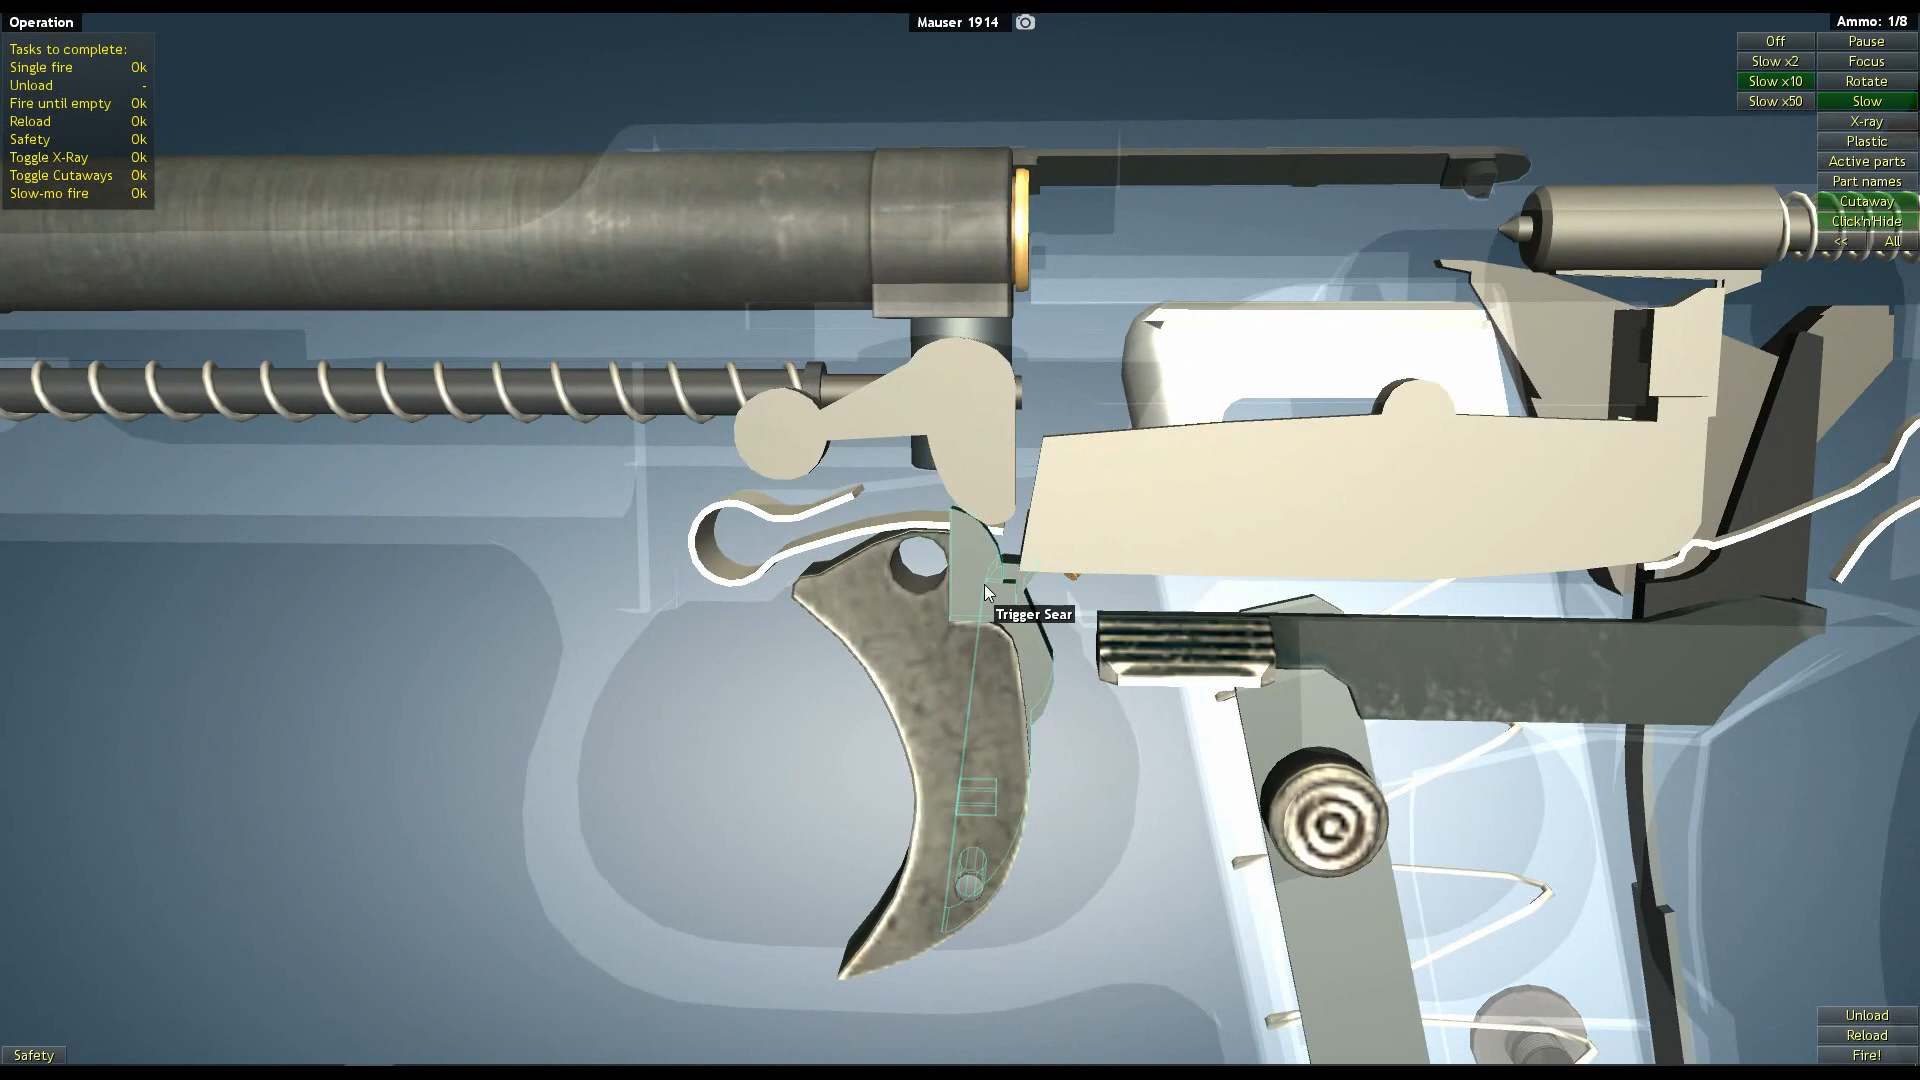 Operation
Mauser 1914
Ammo: 1/8
Tasks to complete:
Single fire Ok
Unload -
Fire until empty Ok
Reload Ok
Safety Ok
Toggle X-Ray Ok
Toggle Cutaways Ok
Slow-mo fire Ok
Off Pause
Slow x2 Focus
Slow x10 Rotate
Slow x50 Slow
X-ray
Plastic
Active parts
Part names
Cutaway
Click'n'Hide
<< All
Trigger Sear
Unload
Reload
Fire!
Safety